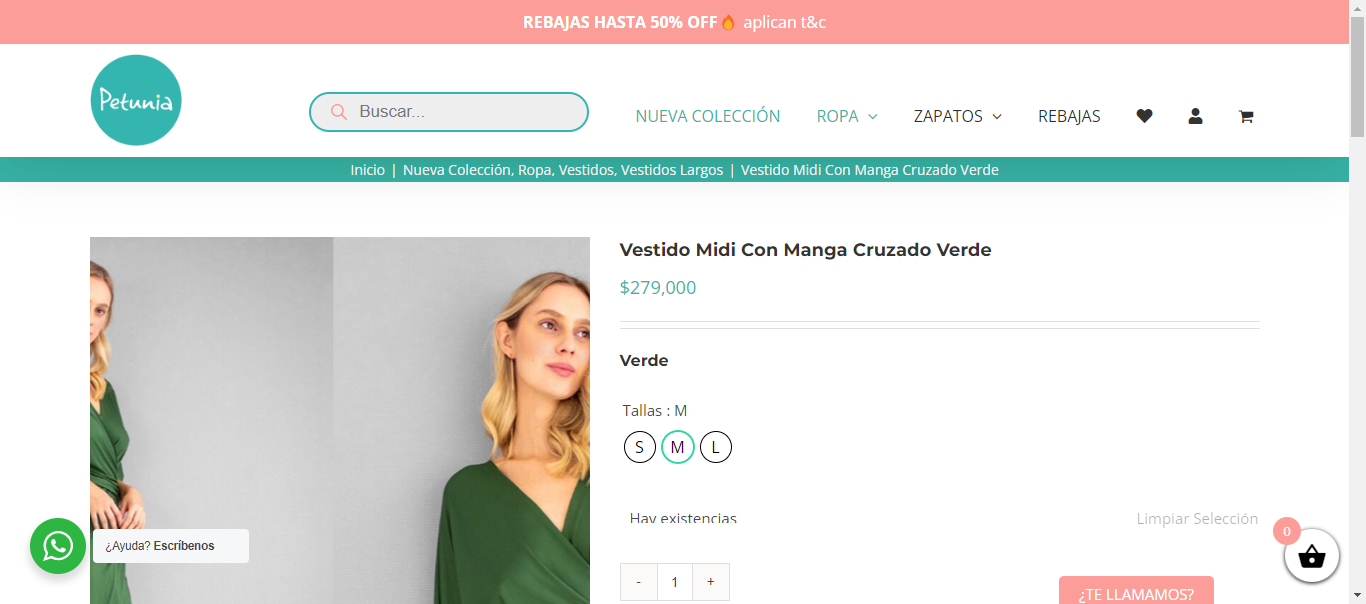 REBAJAS HASTA 50% OFF🔥 aplican t&c
Petunia
Buscar...
NUEVA COLECCIÓN
ROPA
ZAPATOS
REBAJAS
Inicio | Nueva Colección, Ropa, Vestidos, Vestidos Largos | Vestido Midi Con Manga Cruzado Verde
Vestido Midi Con Manga Cruzado Verde
$279,000
Verde
Tallas : M
S M L
Hay existencias
Limpiar Selección
¿Ayuda? Escríbenos
0
- 1 +
¿TE LLAMAMOS?